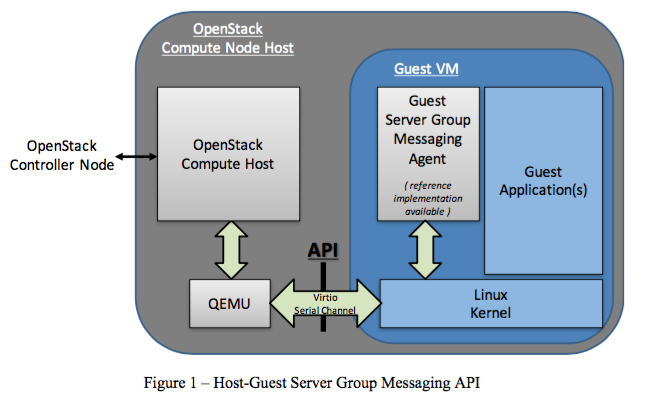 OpenStack
Compute Node Host
Guest VM
OpenStack
Controller Node
OpenStack
Compute Host
Guest
Server Group
Messaging
Agent
( reference
implementation
available )
Guest
Application(s)
API
QEMU
Virtio
Serial Channel
Linux
Kernel
Figure 1 – Host-Guest Server Group Messaging API